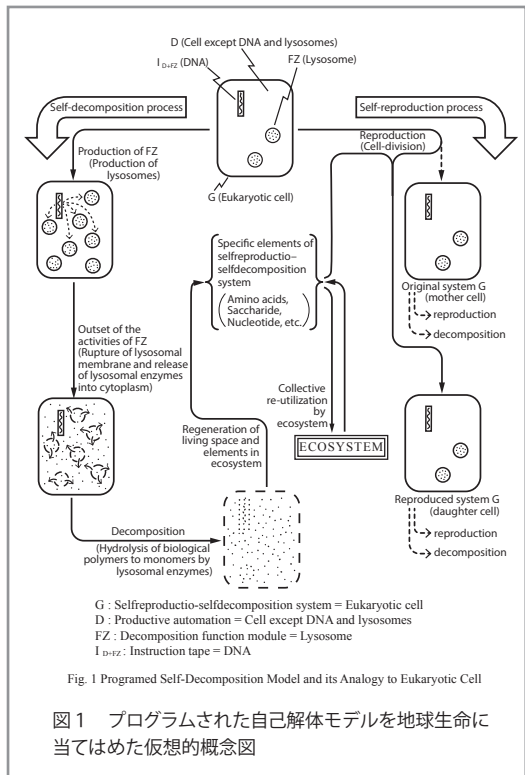 D (Cell except DNA and lysosomes)
I D+FZ (DNA)
FZ (Lysosome)
Self-decomposition process
Self-reproduction process
Production of FZ
(Production of
lysosomes)
Reproduction
(Cell-division)
G (Eukaryotic cell)
Specific elements of
selfreproductio–
selfdecomposition
system
(Amino acids,
Saccharide,
Nucleotide, etc.)
Original system G
(mother cell)
reproduction
decomposition
Outset of the
activities of FZ
(Rupture of lysosomal
membrane and release
of lysosomal enzymes
into cytoplasm)
Collective
re-utilization
by
ecosystem
Regeneration of
living space and
elements in
ecosystem
ECOSYSTEM
Reproduced system G
(daughter cell)
reproduction
decomposition
Decomposition
(Hydrolysis of biological
polymers to monomers by
lysosomal enzymes)
G : Selfreproductio-selfdecomposition system = Eukaryotic cell
D : Productive automation = Cell except DNA and lysosomes
FZ : Decomposition function module = Lysosome
I D+FZ : Instruction tape = DNA
Fig. 1 Programed Self-Decomposition Model and its Analogy to Eukaryotic Cell
図1 プログラムされた自己解体モデルを地球生命に
当てはめた仮想的概念図